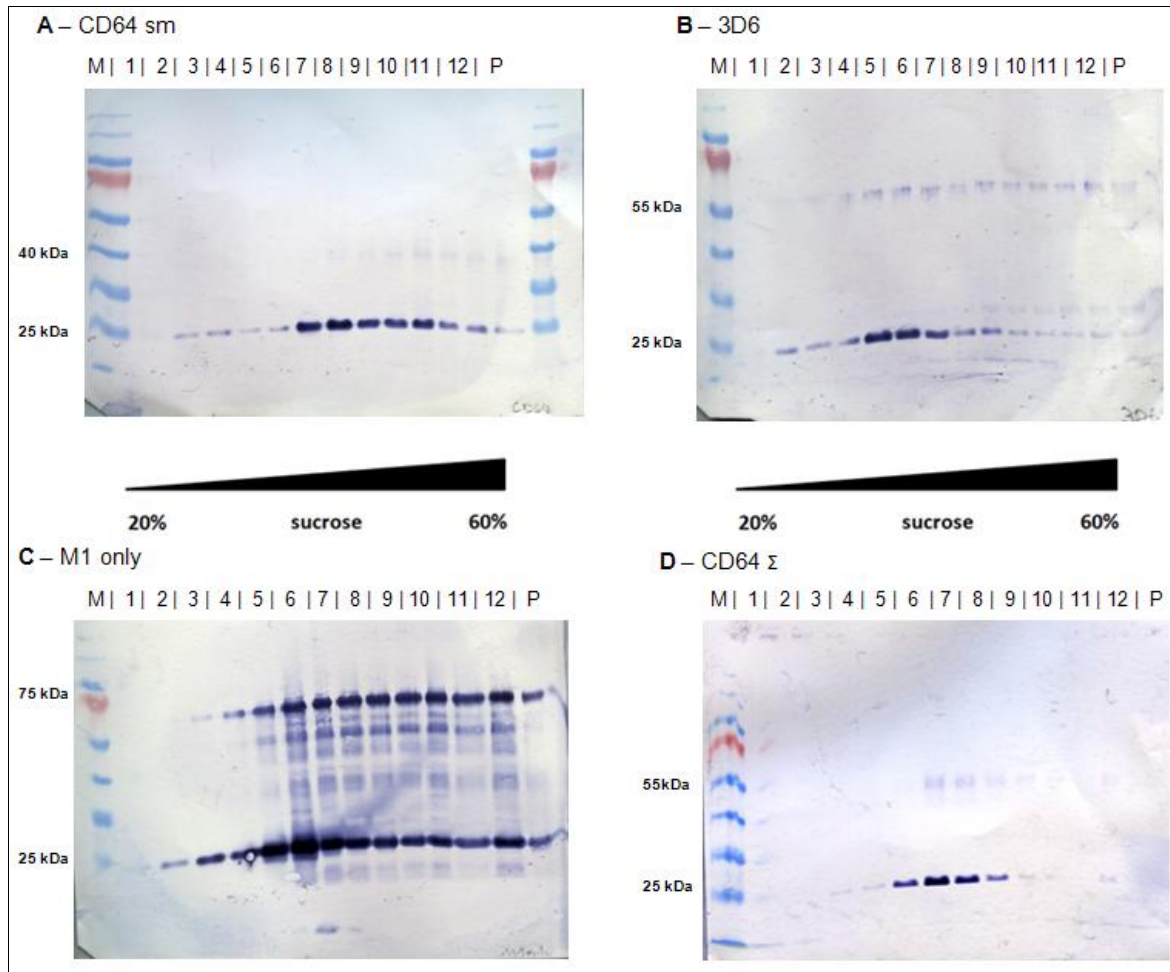 A – CD64 sm
M | 1 | 2 | 3 | 4 | 5 | 6 | 7 | 8 | 9 | 10 | 11 | 12 | P
40 kDa
25 kDa
CD64
20% sucrose 60%
B – 3D6
M | 1 | 2 | 3 | 4 | 5 | 6 | 7 | 8 | 9 | 10 | 11 | 12 | P
55 kDa
25 kDa
3D6
20% sucrose 60%
C – M1 only
M | 1 | 2 | 3 | 4 | 5 | 6 | 7 | 8 | 9 | 10 | 11 | 12 | P
75 kDa
25 kDa
D – CD64 Σ
M | 1 | 2 | 3 | 4 | 5 | 6 | 7 | 8 | 9 | 10 | 11 | 12 | P
55kDa
25 kDa